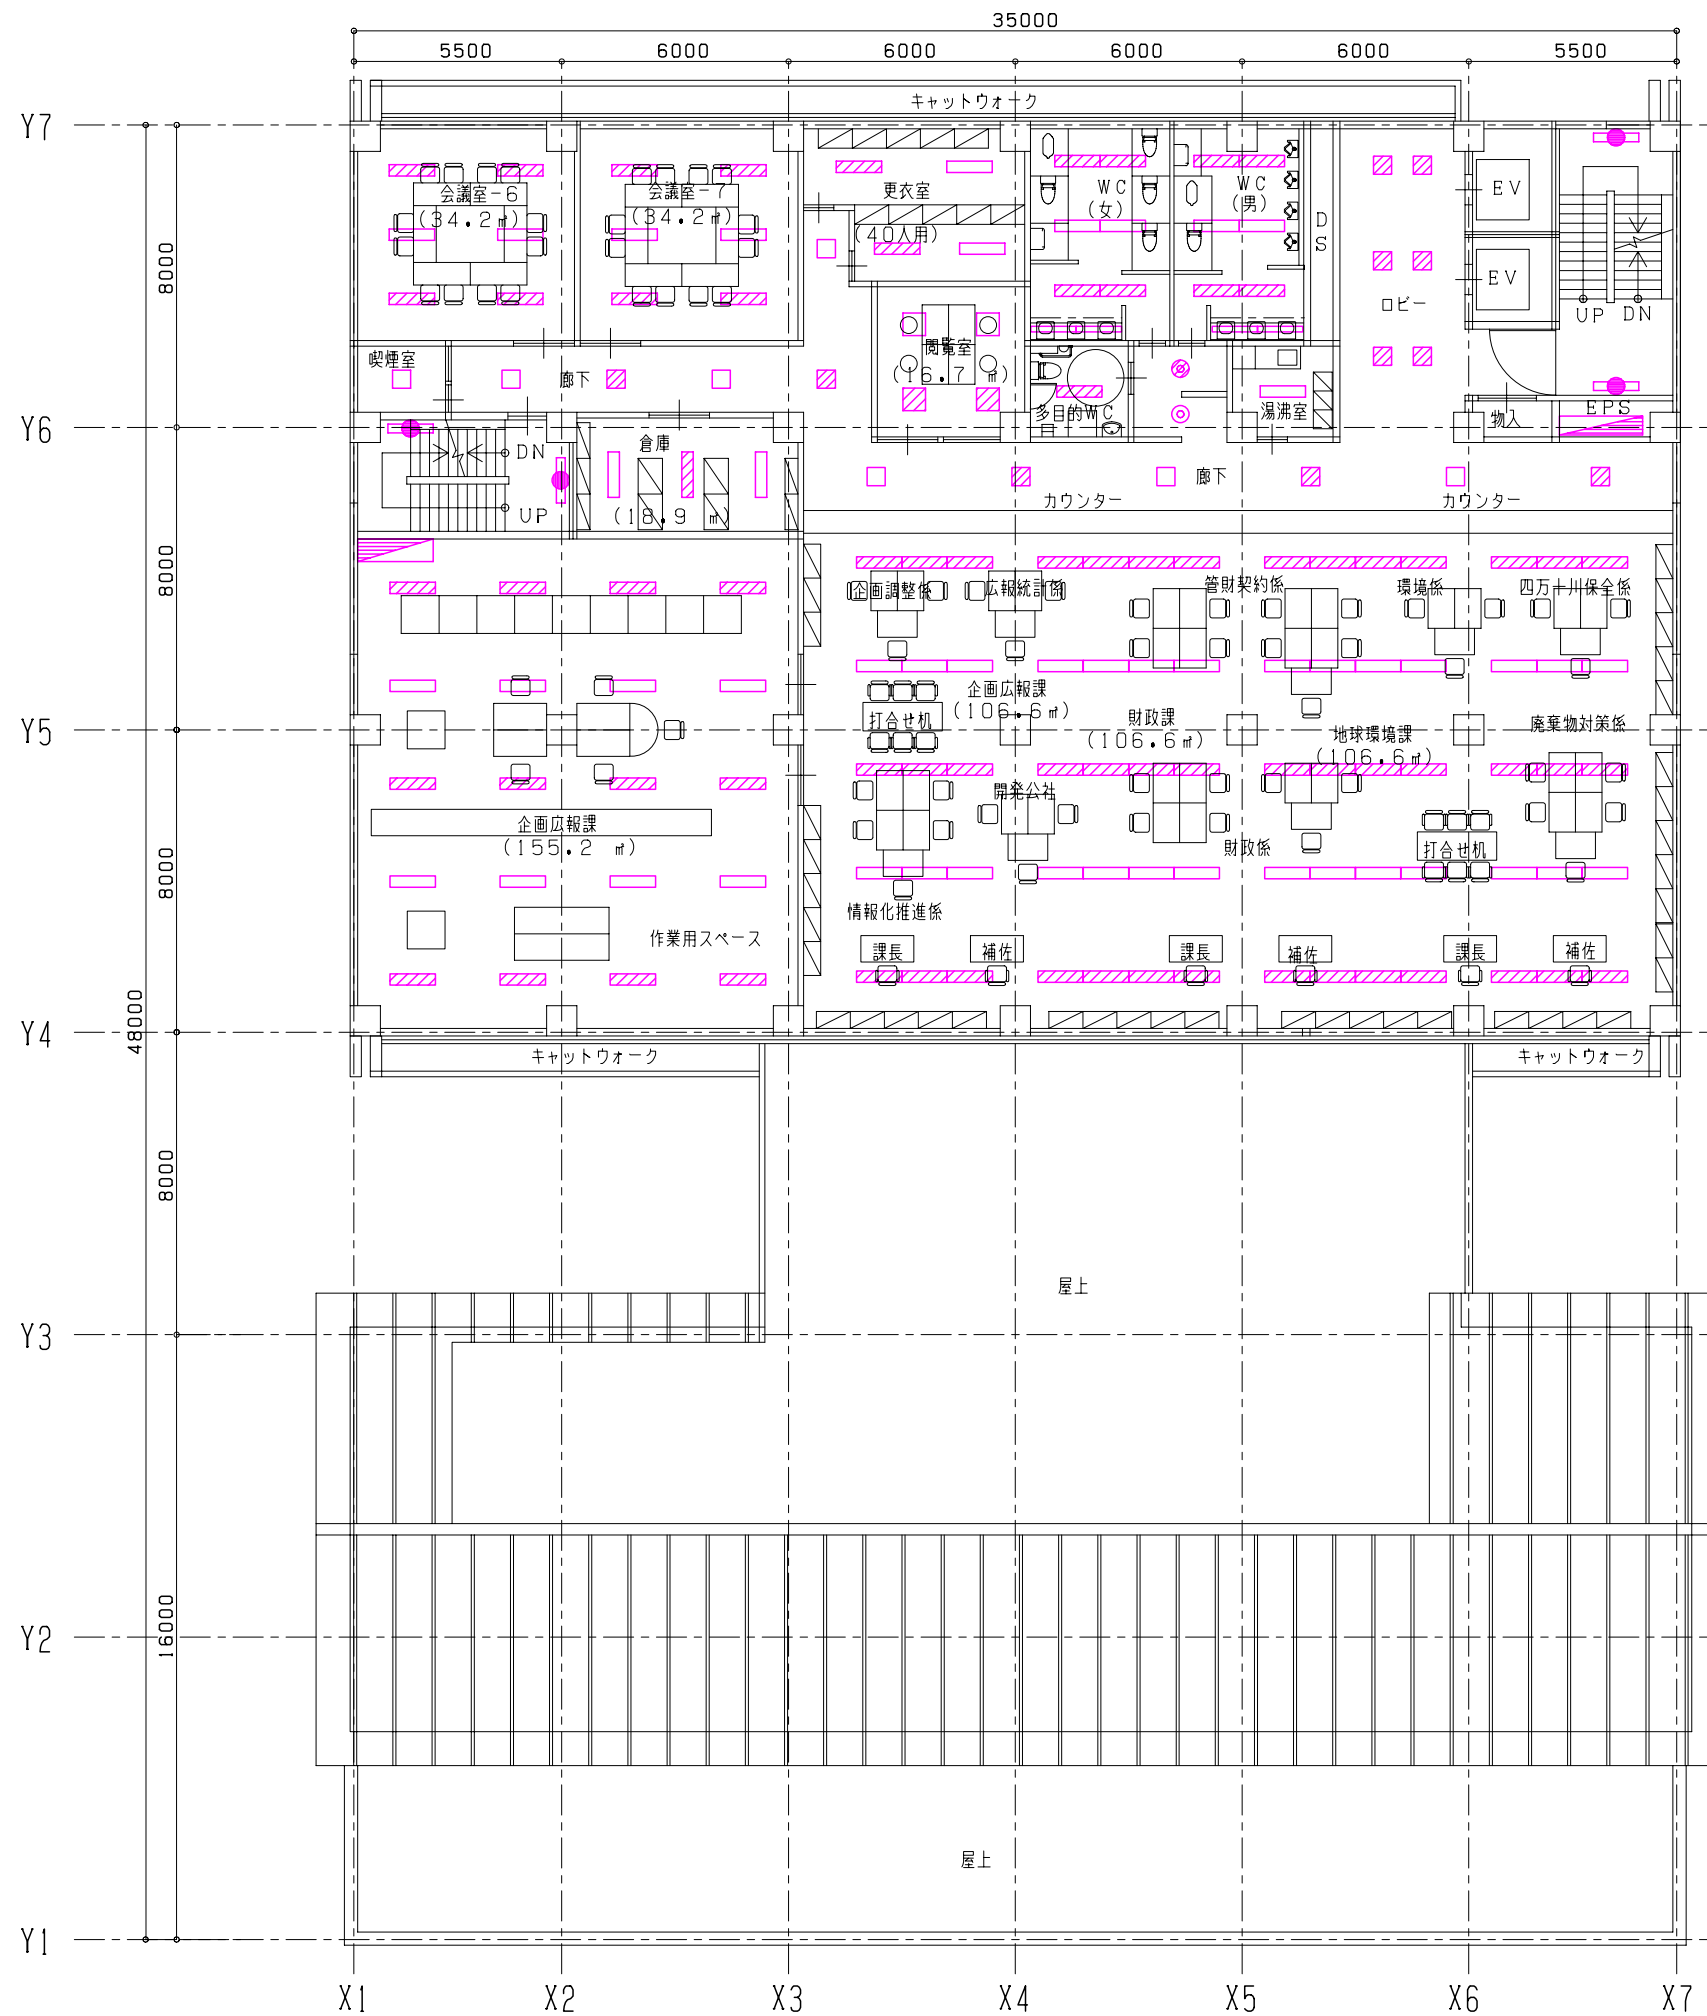 35000
5500 6000 6000 6000 6000 5500
キャットウォーク
Y7
会議室-6
(34.2㎡)
会議室-7
(34.2㎡)
更衣室
(40人用)
WC
(女)
WC
(男)
DS
EV
EV
ロビー
UP DN
8000
喫煙室
廊下
閲覧室
(16.7 ㎡)
多目的WC
湯沸室
物入
EPS
Y6
DN
UP
倉庫
(18.9 ㎡)
廊下
カウンター
カウンター
8000
企画調整係
広報統計係
管財契約係
環境係
四万十川保全係
企画広報課
(106.6㎡)
打合せ机
財政課
(106.6㎡)
地球環境課
(106.6㎡)
廃棄物対策係
Y5
開発公社
企画広報課
(155.2 ㎡)
財政係
打合せ机
8000
情報化推進係
作業用スペース
課長
補佐
課長
補佐
課長
補佐
48000
Y4
キャットウォーク
キャットウォーク
8000
屋上
Y3
16000
Y2
屋上
Y1
X1 X2 X3 X4 X5 X6 X7